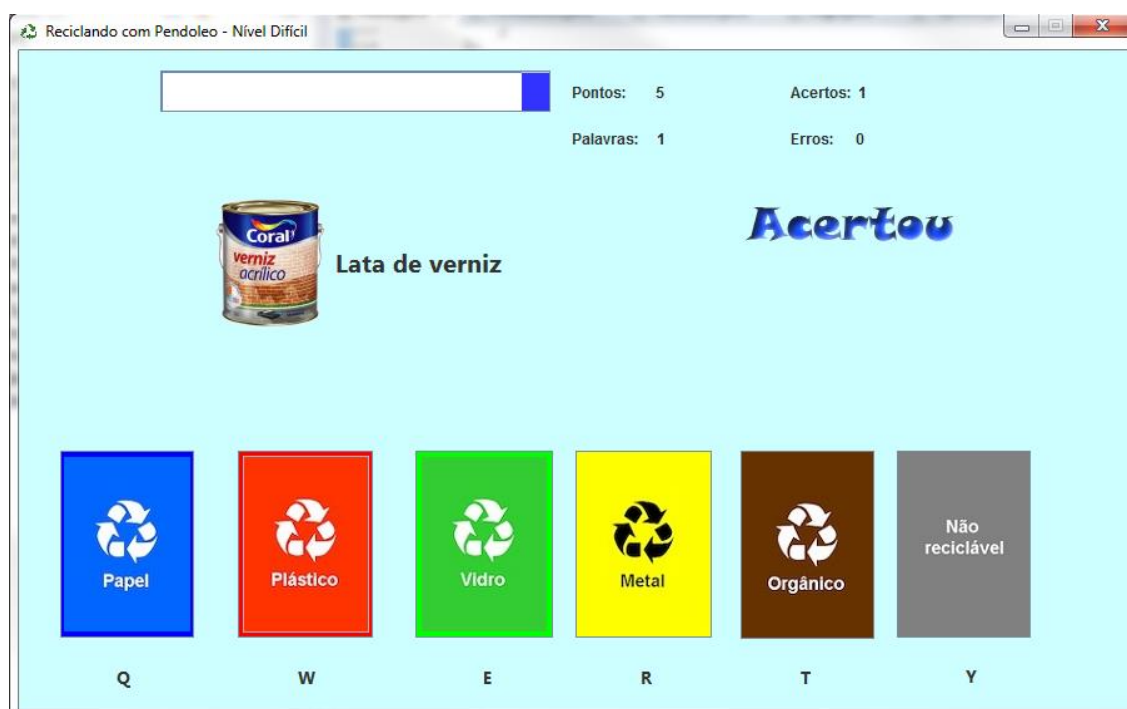 Reciclando com Pendoleo - Nível Difícil
Pontos: 5 Acertos: 1
Palavras: 1 Erros: 0
Acertou
Coral
verniz
acrílico
Lata de verniz
Papel
Plástico
Vidro
Metal
Orgânico
Não
reciclável
Q W E R T Y